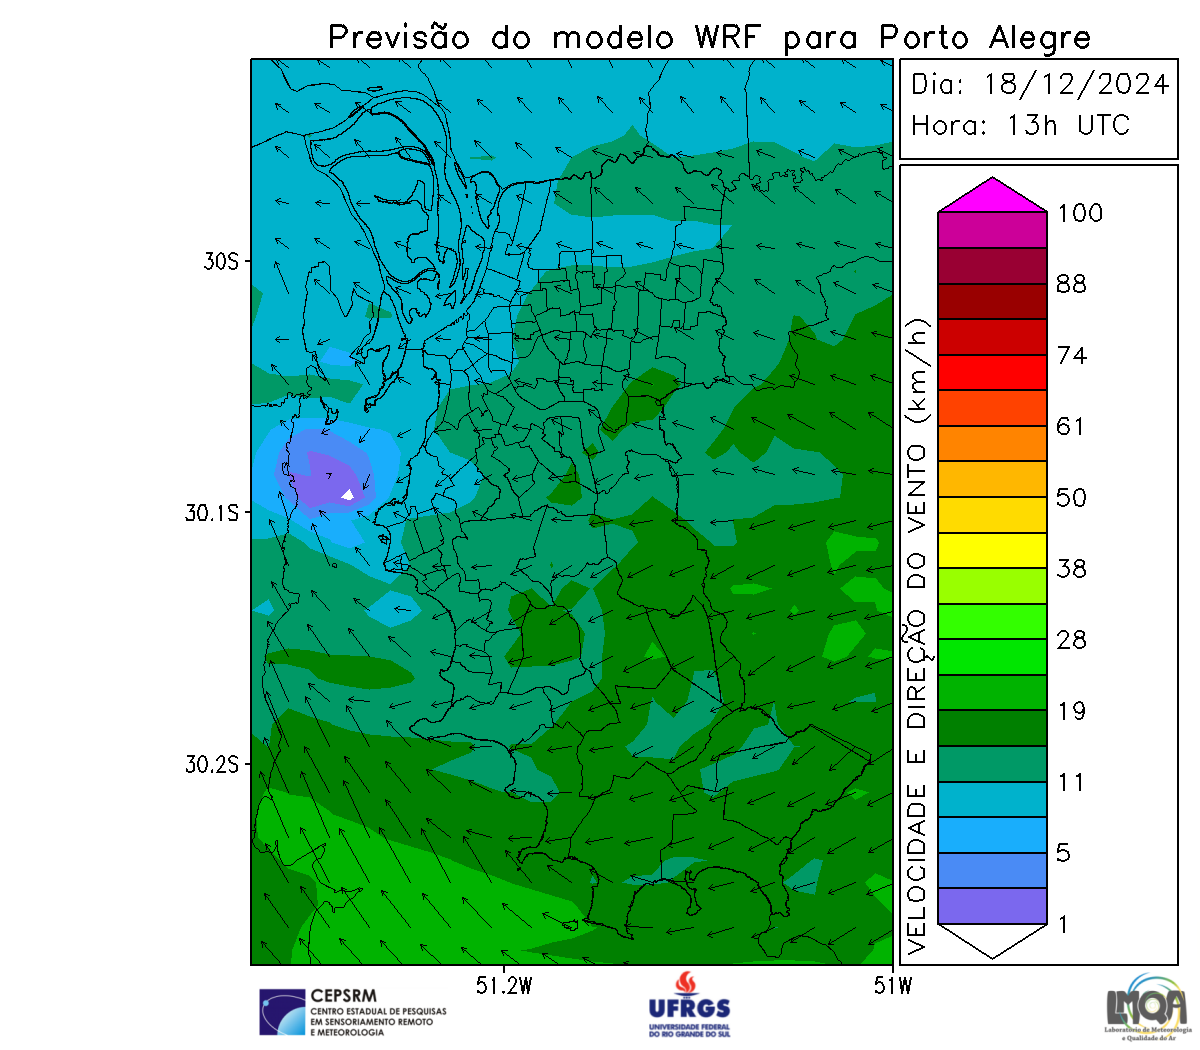 Previsão do modelo WRF para Porto Alegre
Dia: 18/12/2024
Hora: 13h UTC
30S
30.1S
30.2S
51.2W
51W
VELOCIDADE E DIREÇÃO DO VENTO (km/h)
100
88
74
61
50
38
28
19
11
5
1
CEPSRM
CENTRO ESTADUAL DE PESQUISAS
EM SENSORIAMENTO REMOTO
E METEOROLOGIA
UFRGS
UNIVERSIDADE FEDERAL
DO RIO GRANDE DO SUL
LMQA
Laboratório de Meteorologia
e Qualidade do Ar